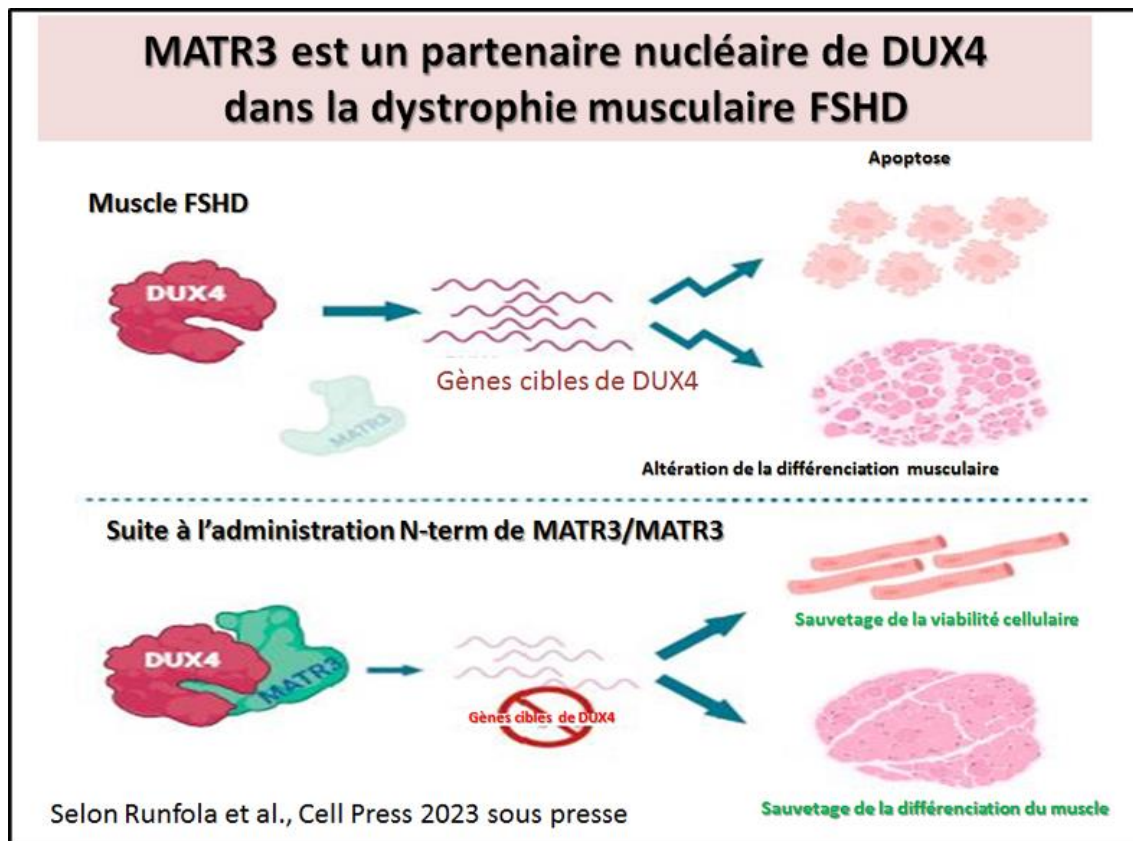 MATR3 est un partenaire nucléaire de DUX4
dans la dystrophie musculaire FSHD
Apoptose
Muscle FSHD
DUX4
Gènes cibles de DUX4
MATR3
Altération de la différenciation musculaire
Suite à l'administration N-term de MATR3/MATR3
Sauvetage de la viabilité cellulaire
DUX4
MATR3
Gènes cibles de DUX4
Selon Runfola et al., Cell Press 2023 sous presse
Sauvetage de la différenciation du muscle